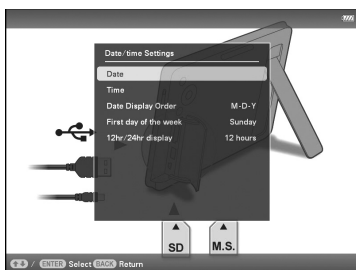 Date/time Settings
Date
Time
Date Display Order M-D-Y
First day of the week Sunday
12hr/24hr display 12 hours
SD M.S.
/ ENTER Select BACK Return